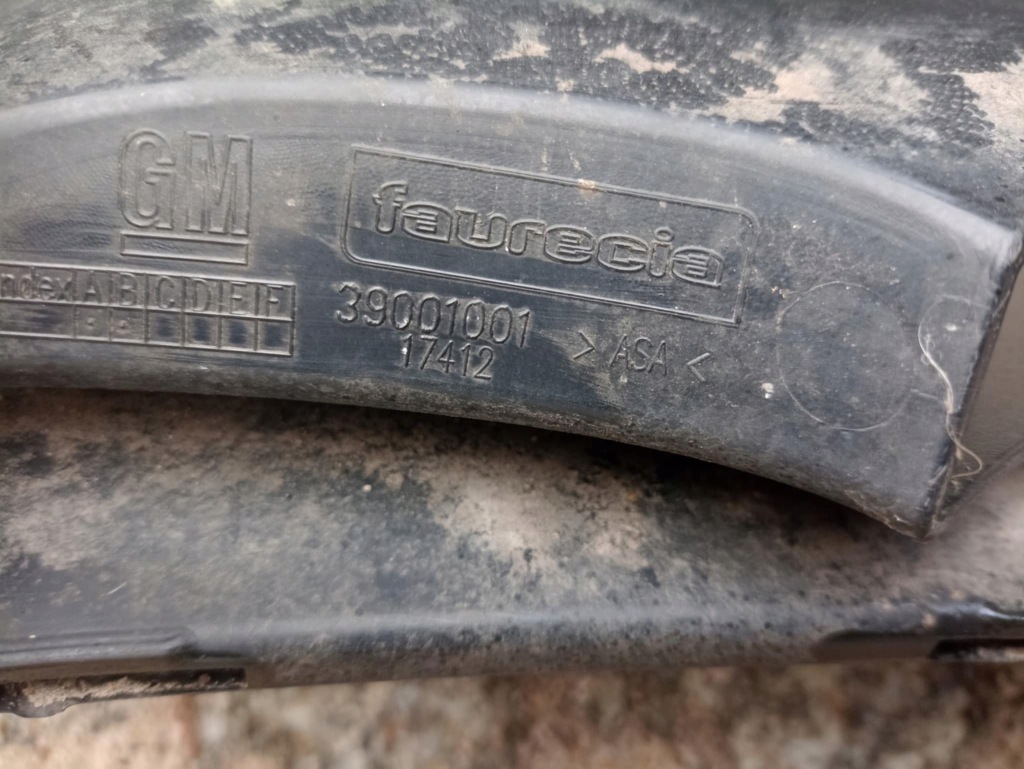 GM
faurecia
ndex A B C D E F
39001001
17412
> ASA <